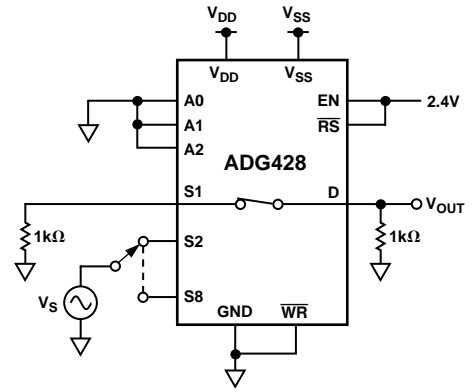 VDD
VSS
VDD
VSS
A0
A1
A2
EN
RS
2.4V
ADG428
S1
D
VOUT
1kΩ
S2
1kΩ
VS
S8
GND
WR